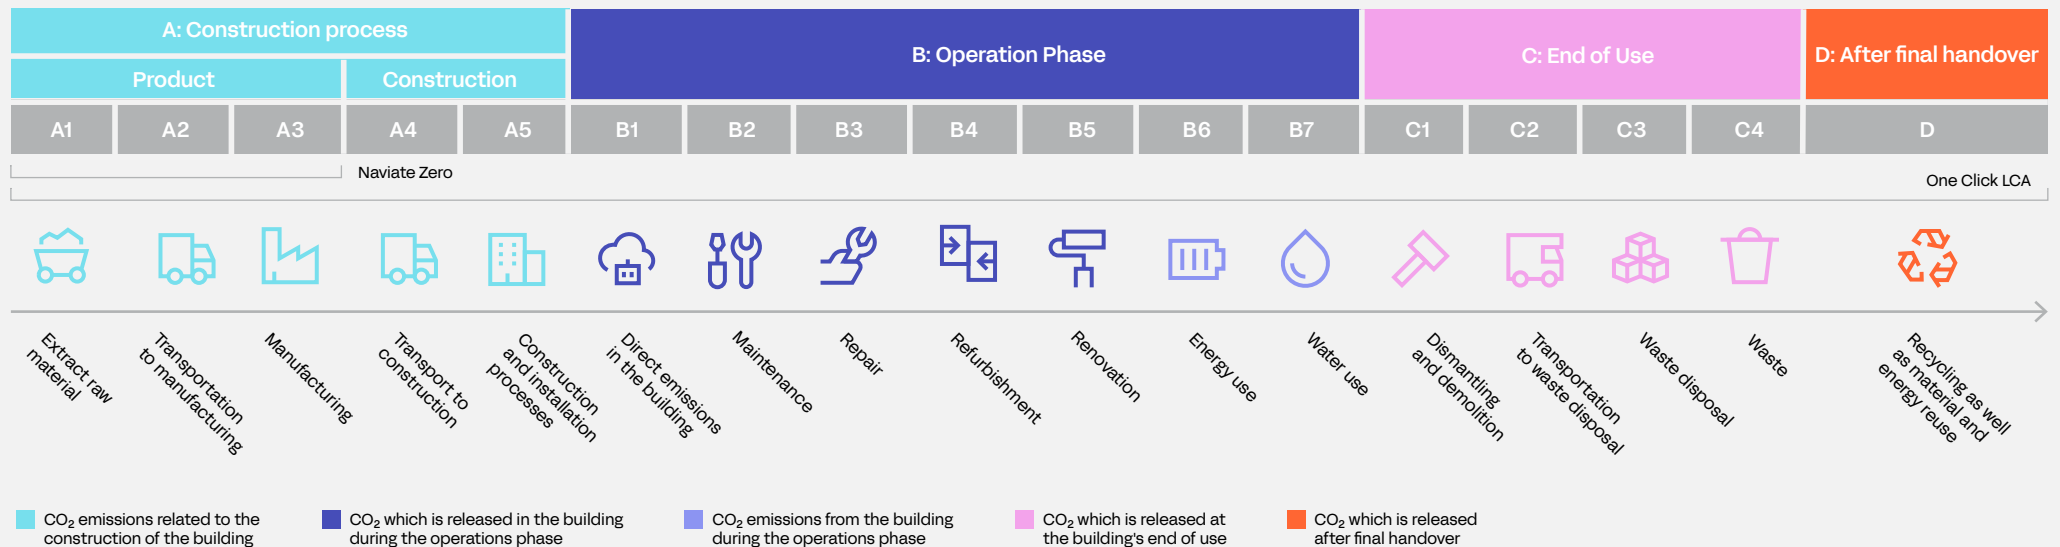 A: Construction process
B: Operation Phase
C: End of Use
D: After final handover
Product
Construction
A1
A2
A3
A4
A5
B1
B2
B3
B4
B5
B6
B7
C1
C2
C3
C4
D
Naviate Zero
One Click LCA
Extract raw
material
Transportation
to manufacturing
Manufacturing
Transport to
construction
Construction
and installation
processes
Direct emissions
in the building
Maintenance
Repair
Refurbishment
Renovation
Energy use
Water use
Dismantling
and demolition
Transportation
to waste disposal
Waste disposal
Waste
Recycling as well
as material and
energy reuse
CO₂ emissions related to the
construction of the building
CO₂ which is released in the building
during the operations phase
CO₂ emissions from the building
during the operations phase
CO₂ which is released at
the building's end of use
CO₂ which is released
after final handover